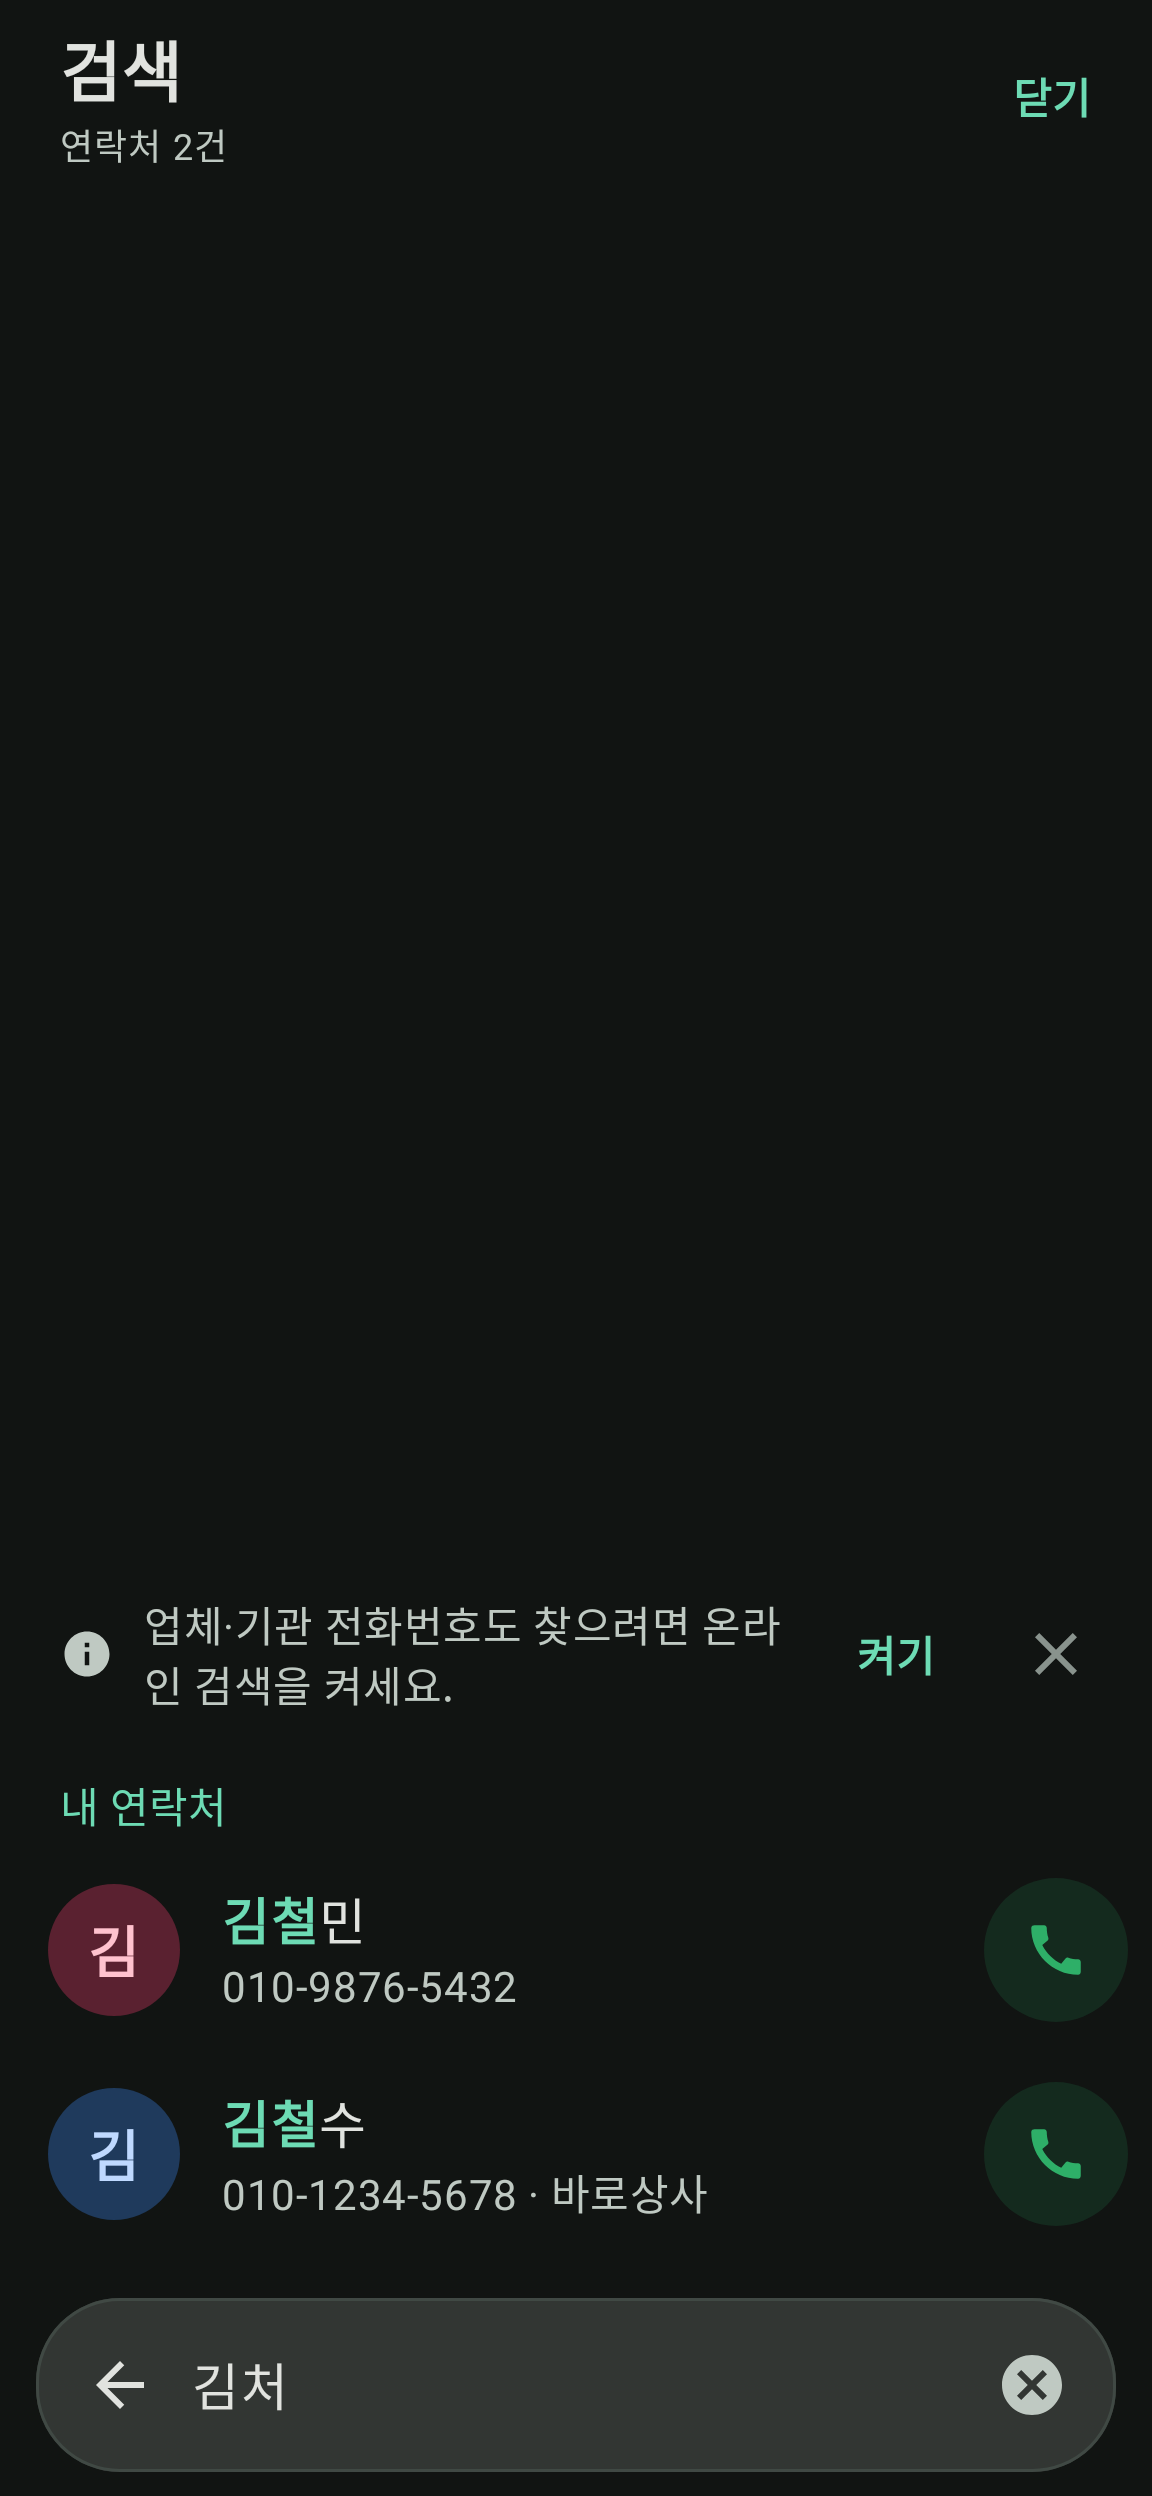 검색
닫기
연락처 2건
업체·기관 전화번호도 찾으려면 온라
인 검색을 켜세요.
켜기
내 연락처
김
김철민
010-9876-5432
김
김철수
010-1234-5678 · 바로상사
김처